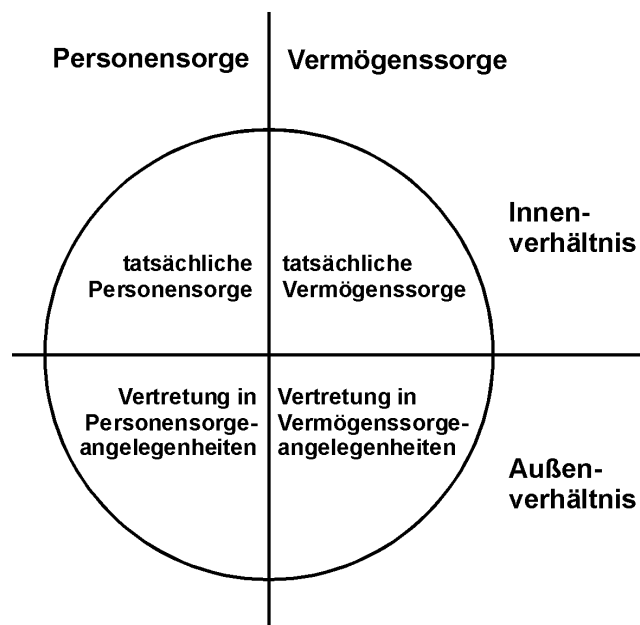 Personensorge
Vermögenssorge
Innen-
verhältnis
tatsächliche
Personensorge
tatsächliche
Vermögenssorge
Vertretung in
Personensorge-
angelegenheiten
Vertretung in
Vermögenssorge-
angelegenheiten
Außen-
verhältnis